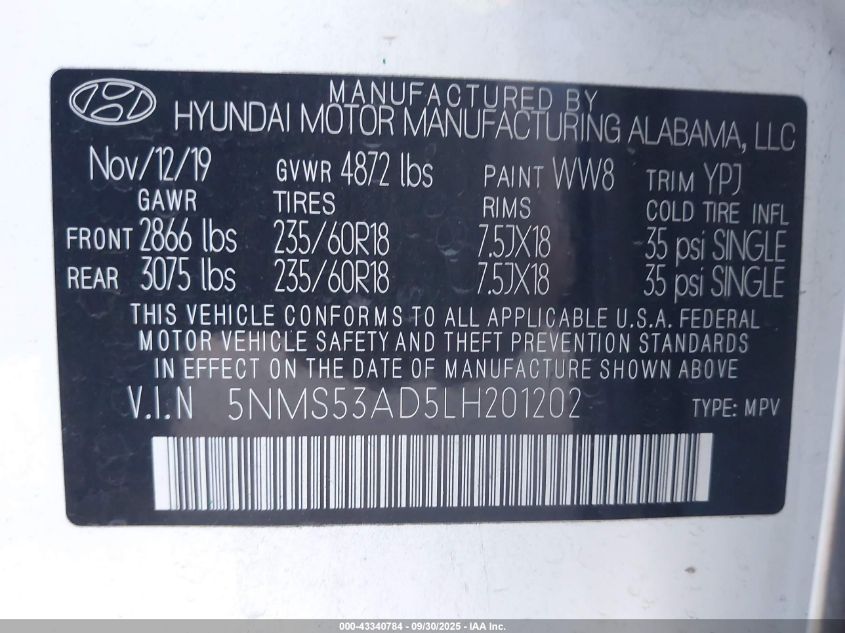 MANUFACTURED BY
HYUNDAI MOTOR MANUFACTURING ALABAMA, LLC
Nov/12/19 GVWR 4872 lbs PAINT WW8 TRIM YPJ
GAWR TIRES RIMS COLD TIRE INFL
FRONT 2866 lbs 235/60R18 7.5JX18 35 psi SINGLE
REAR 3075 lbs 235/60R18 7.5JX18 35 psi SINGLE
THIS VEHICLE CONFORMS TO ALL APPLICABLE U.S.A. FEDERAL
MOTOR VEHICLE SAFETY AND THEFT PREVENTION STANDARDS
IN EFFECT ON THE DATE OF MANUFACTURE SHOWN ABOVE
V.I.N 5NMS53AD5LH201202 TYPE: MPV
000-43340784 — 09/30/2025 - IAA Inc.